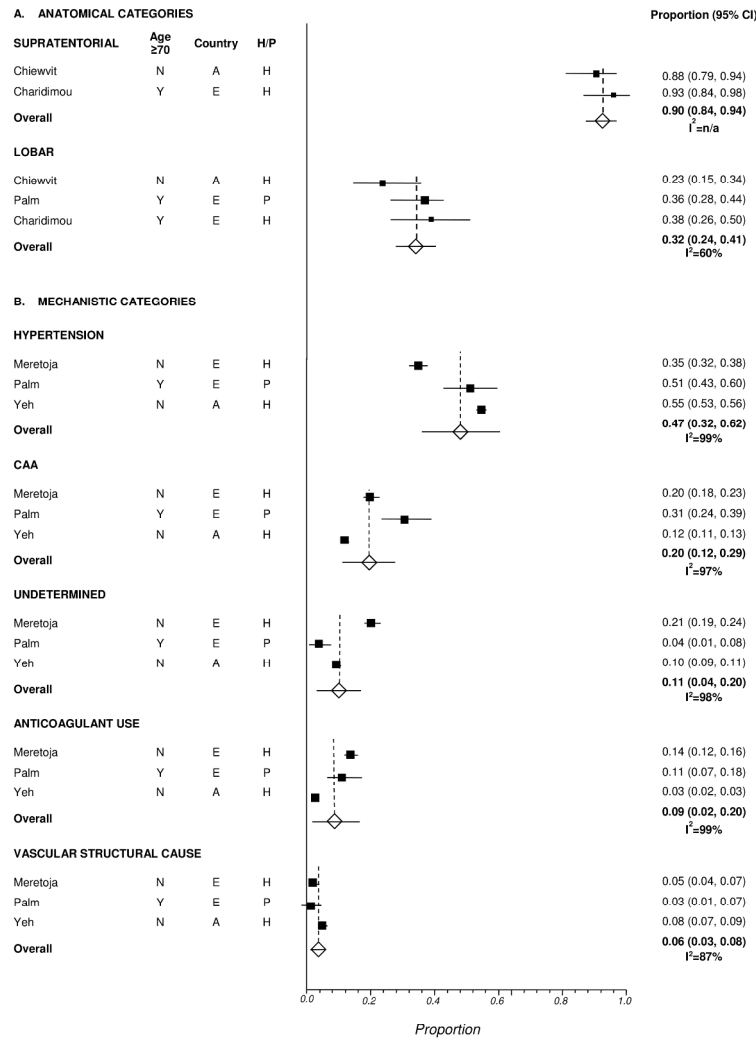 A. ANATOMICAL CATEGORIES Proportion (95% CI)
SUPRATENTORIAL Age ≥70 Country H/P
Chiewvit N A H 0.88 (0.79, 0.94)
Charidimou Y E H 0.93 (0.84, 0.98)
Overall 0.90 (0.84, 0.94)
I²=n/a
LOBAR
Chiewvit N A H 0.23 (0.15, 0.34)
Palm Y E P 0.36 (0.28, 0.44)
Charidimou Y E H 0.38 (0.26, 0.50)
Overall 0.32 (0.24, 0.41)
I²=60%
B. MECHANISTIC CATEGORIES
HYPERTENSION
Meretoja N E H 0.35 (0.32, 0.38)
Palm Y E P 0.51 (0.43, 0.60)
Yeh N A H 0.55 (0.53, 0.56)
Overall 0.47 (0.32, 0.62)
I²=99%
CAA
Meretoja N E H 0.20 (0.18, 0.23)
Palm Y E P 0.31 (0.24, 0.39)
Yeh N A H 0.12 (0.11, 0.13)
Overall 0.20 (0.12, 0.29)
I²=97%
UNDETERMINED
Meretoja N E H 0.21 (0.19, 0.24)
Palm Y E P 0.04 (0.01, 0.08)
Yeh N A H 0.10 (0.09, 0.11)
Overall 0.11 (0.04, 0.20)
I²=98%
ANTICOAGULANT USE
Meretoja N E H 0.14 (0.12, 0.16)
Palm Y E P 0.11 (0.07, 0.18)
Yeh N A H 0.03 (0.02, 0.03)
Overall 0.09 (0.02, 0.20)
I²=99%
VASCULAR STRUCTURAL CAUSE
Meretoja N E H 0.05 (0.04, 0.07)
Palm Y E P 0.03 (0.01, 0.07)
Yeh N A H 0.08 (0.07, 0.09)
Overall 0.06 (0.03, 0.08)
I²=87%
0.0 0.2 0.4 0.6 0.8 1.0
Proportion